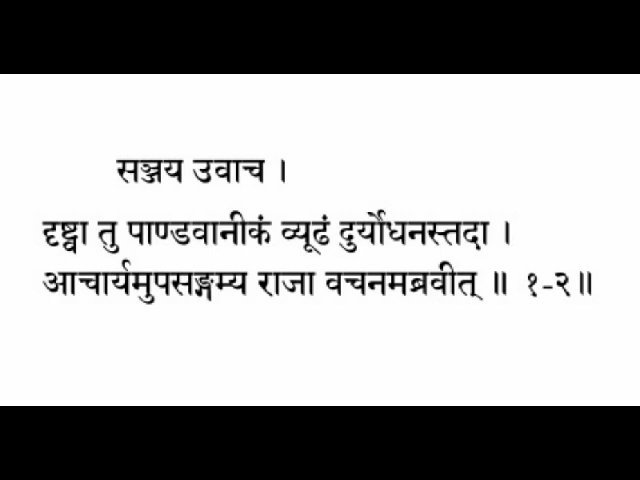 सञ्जय उवाच ।
दृष्ट्वा तु पाण्डवानीकं व्यूढं दुर्योधनस्तदा ।
आचार्यमुपसङ्गम्य राजा वचनमब्रवीत् ॥ १-२॥